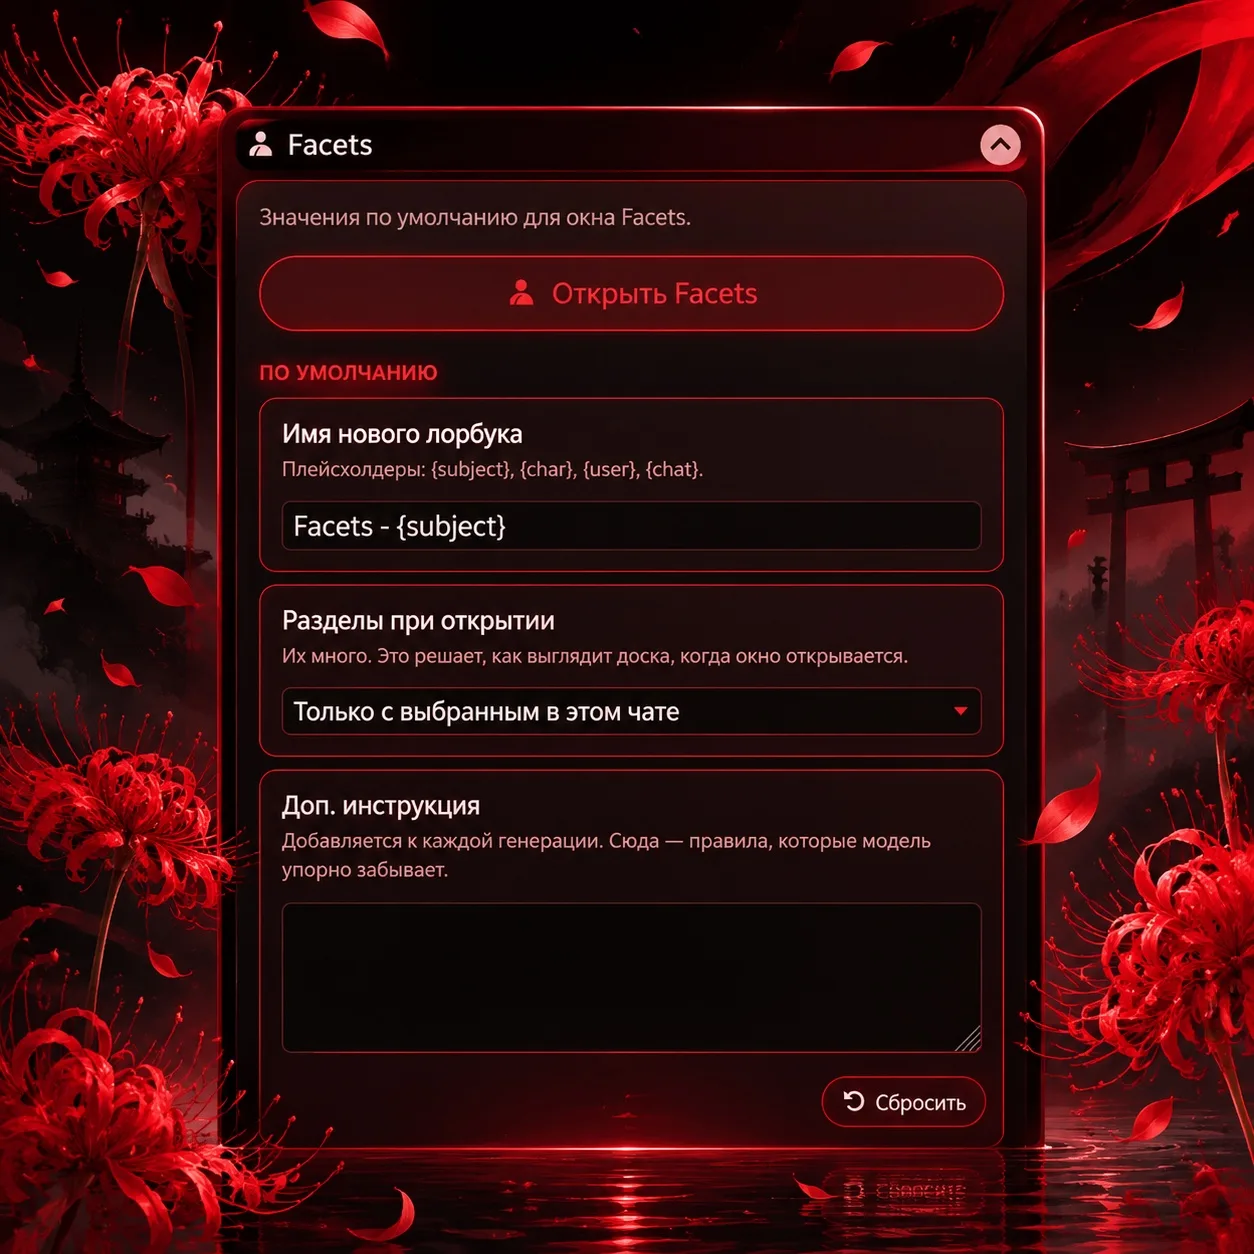 Facets
Значения по умолчанию для окна Facets.
Открыть Facets
ПО УМОЛЧАНИЮ
Имя нового лорбука
Плейсхолдеры: {subject}, {char}, {user}, {chat}.
Facets - {subject}
Разделы при открытии
Их много. Это решает, как выглядит доска, когда окно открывается.
Только с выбранным в этом чате
Доп. инструкция
Добавляется к каждой генерации. Сюда — правила, которые модель
упорно забывает.
Сбросить